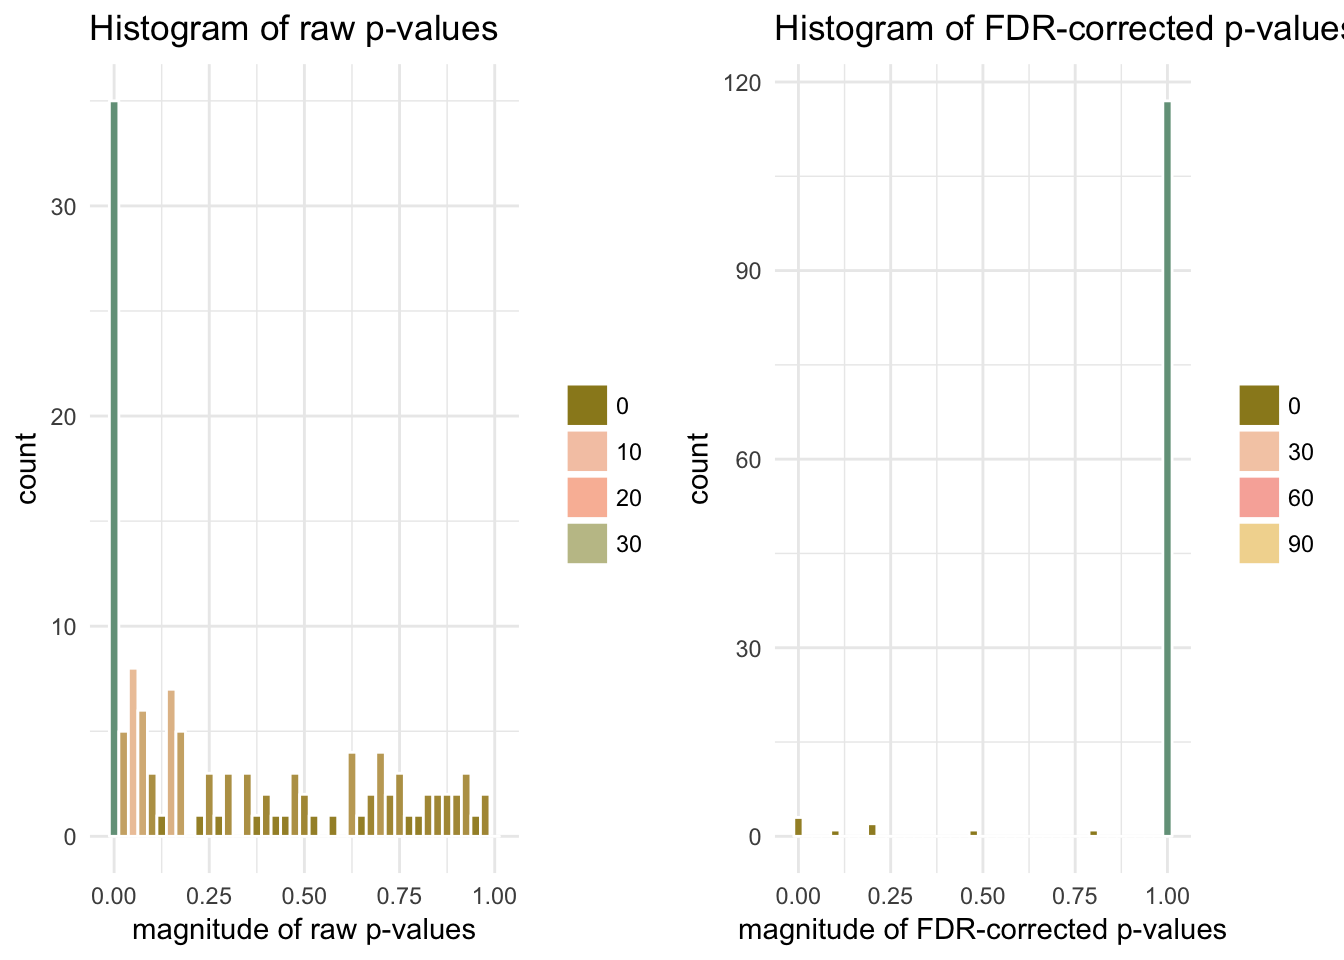 Histogram of raw p-values
count
30
20
10
0
0.00 0.25 0.50 0.75 1.00
magnitude of raw p-values
0
10
20
30
Histogram of FDR-corrected p-values
count
120
90
60
30
0
0.00 0.25 0.50 0.75 1.00
magnitude of FDR-corrected p-values
0
30
60
90